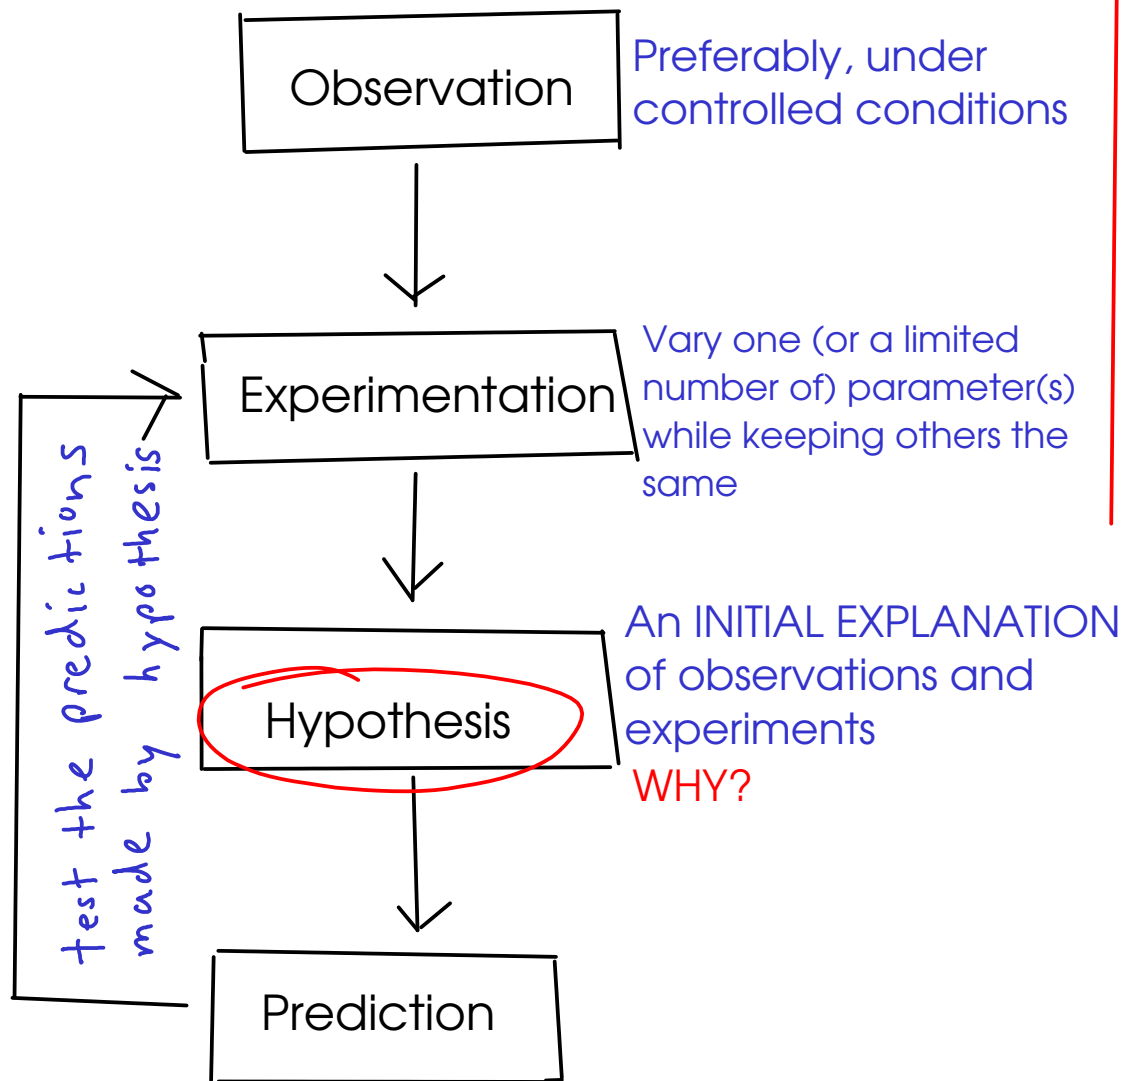 Observation
Preferably, under
controlled conditions
Experimentation
Vary one (or a limited
number of) parameter(s)
while keeping others the
same
test the predictions
made by hypothesis
Hypothesis
An INITIAL EXPLANATION
of observations and
experiments
WHY?
Prediction